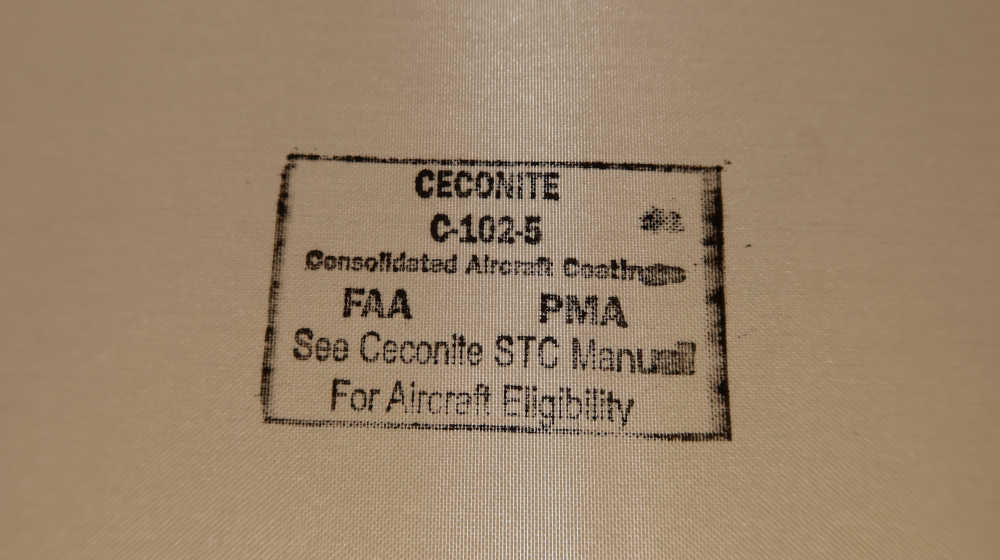 CECONITE
C-102-5
Consolidated Aircraft Coatings
FAA PMA
See Ceconite STC Manual
For Aircraft Eligibility